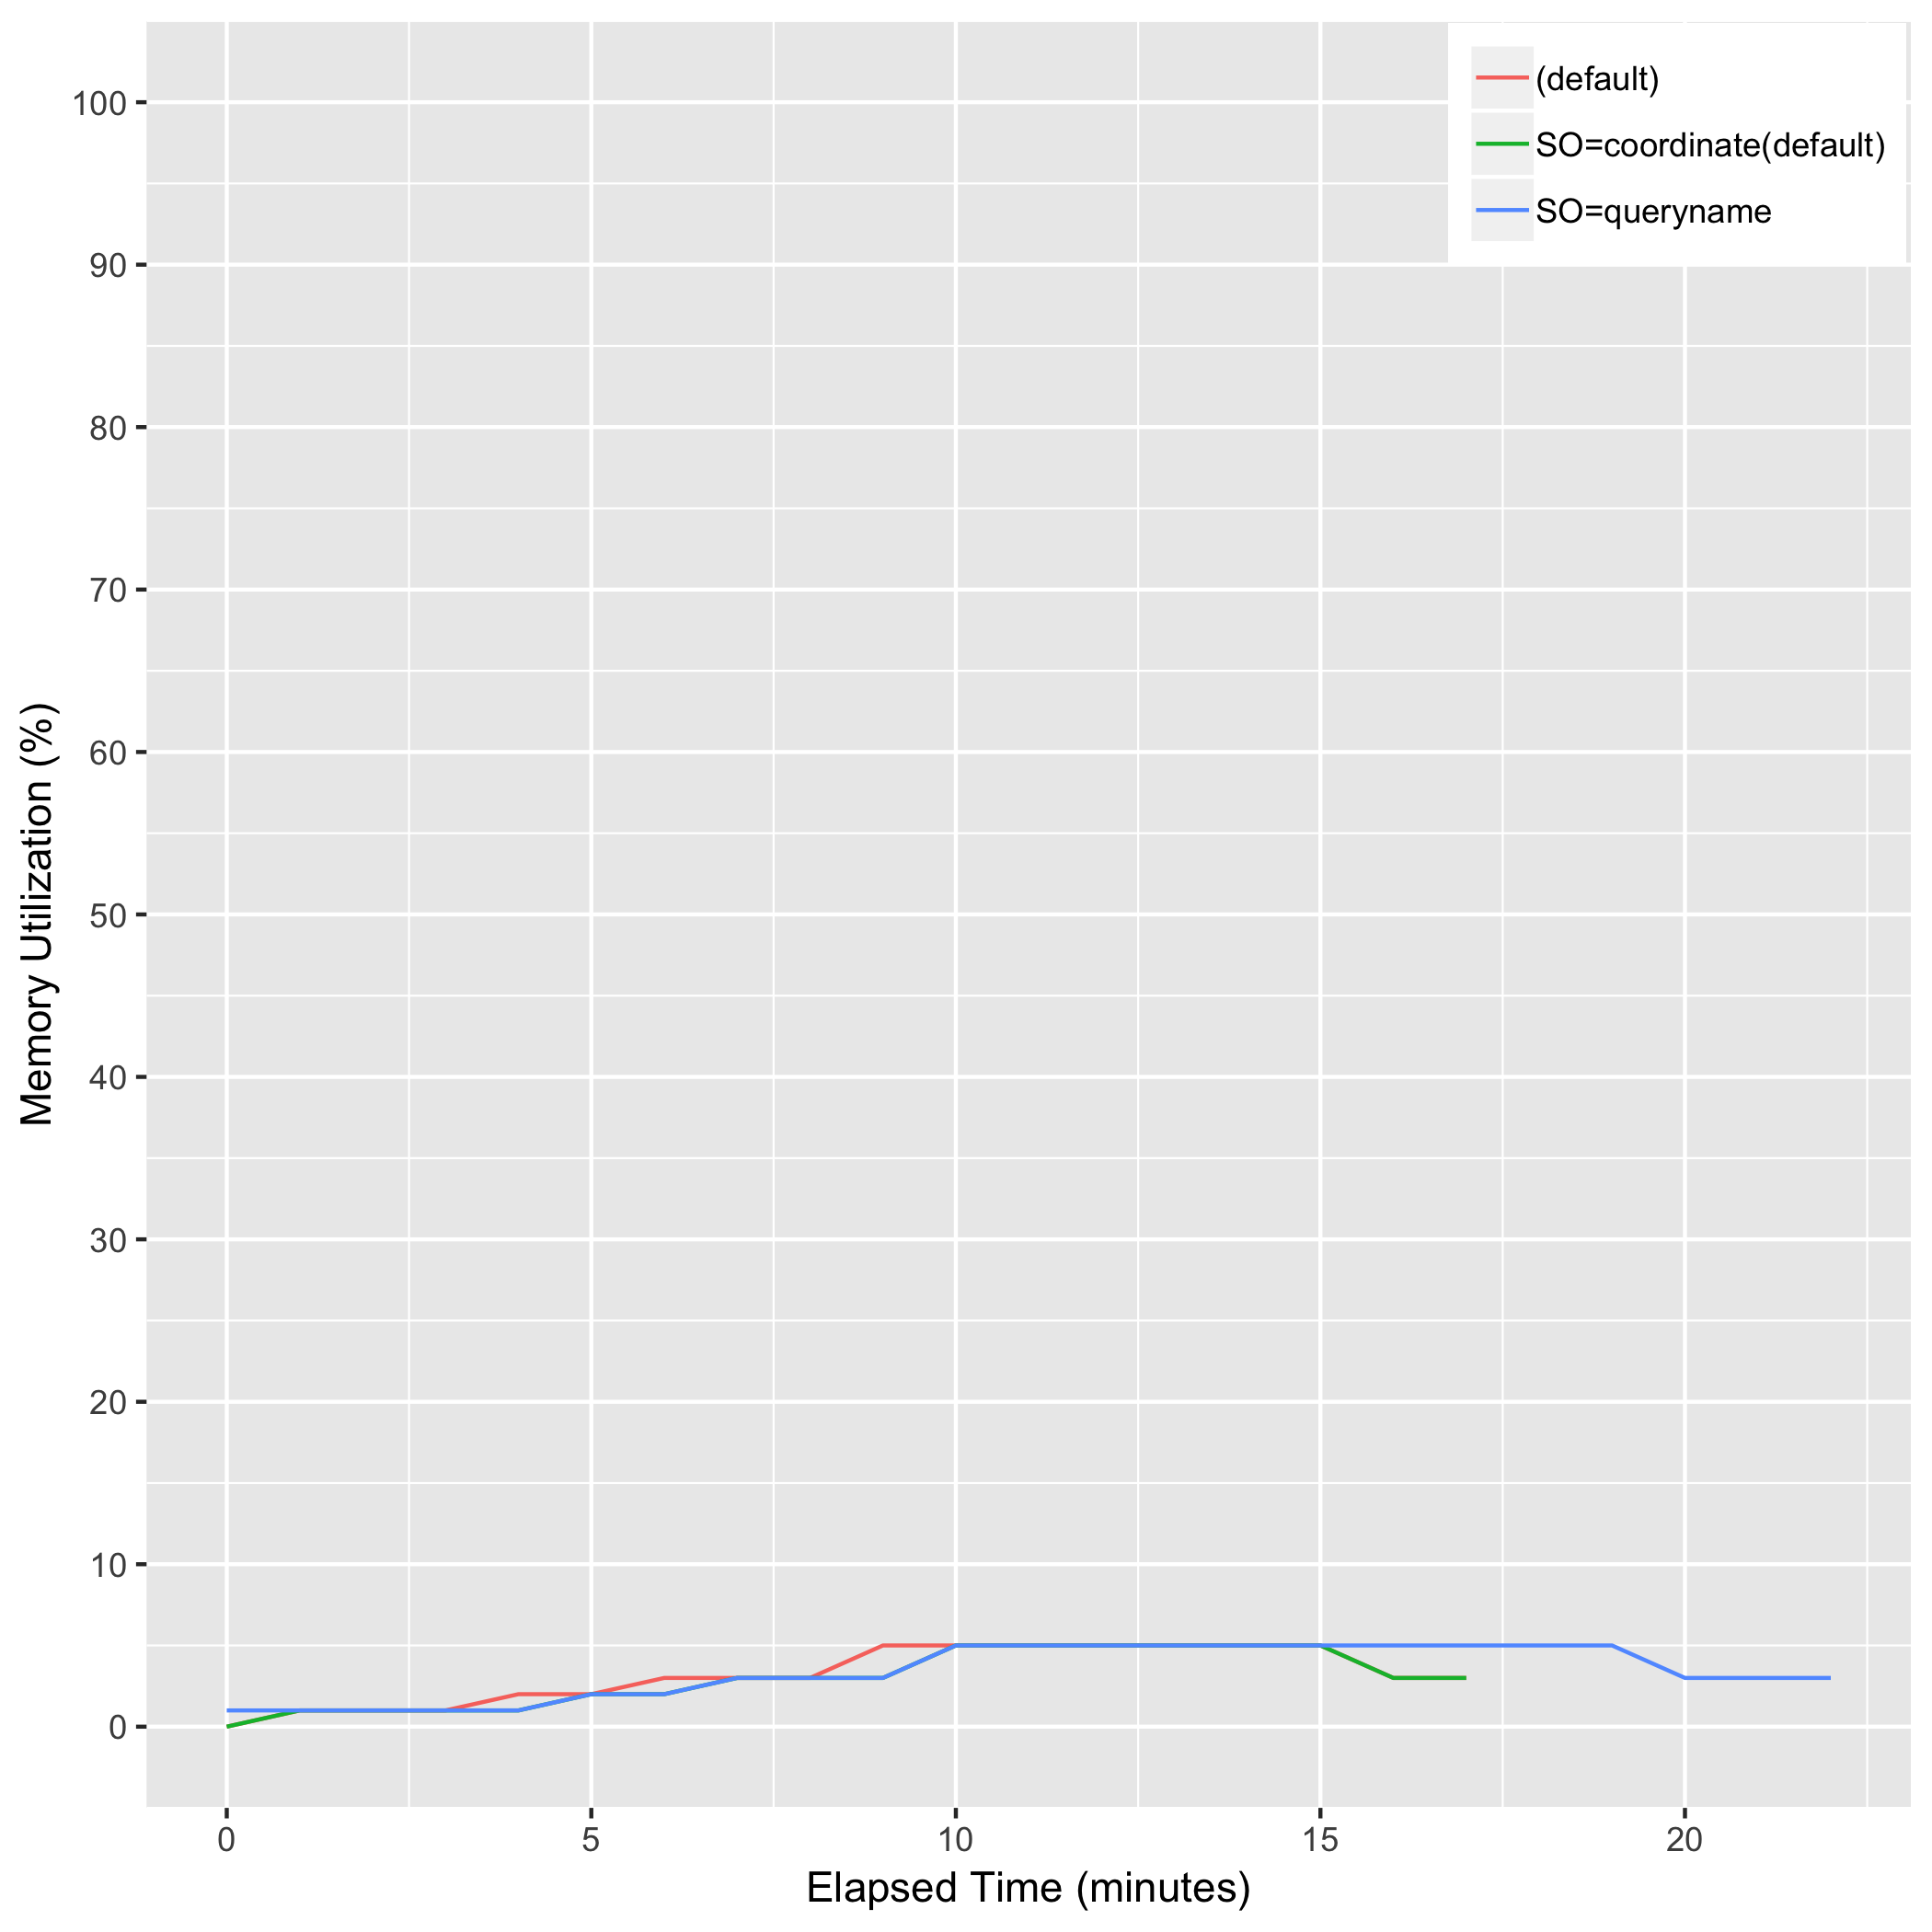 (default)
SO=coordinate(default)
SO=queryname
100
90
80
70
60
50
40
30
20
10
0
Memory Utilization (%)
0 5 10 15 20
Elapsed Time (minutes)